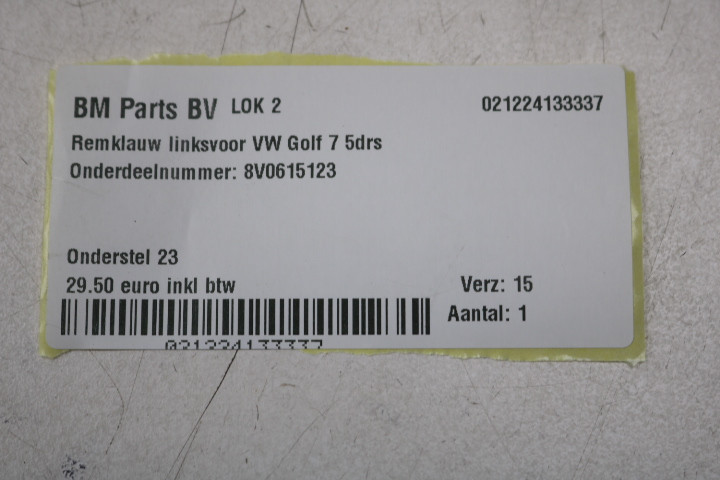 BM Parts BV LOK 2 021224133337
Remklauw linksvoor VW Golf 7 5drs
Onderdeelnummer: 8V0615123
Onderstel 23
29.50 euro inkl btw Verz: 15
Aantal: 1
021224133337